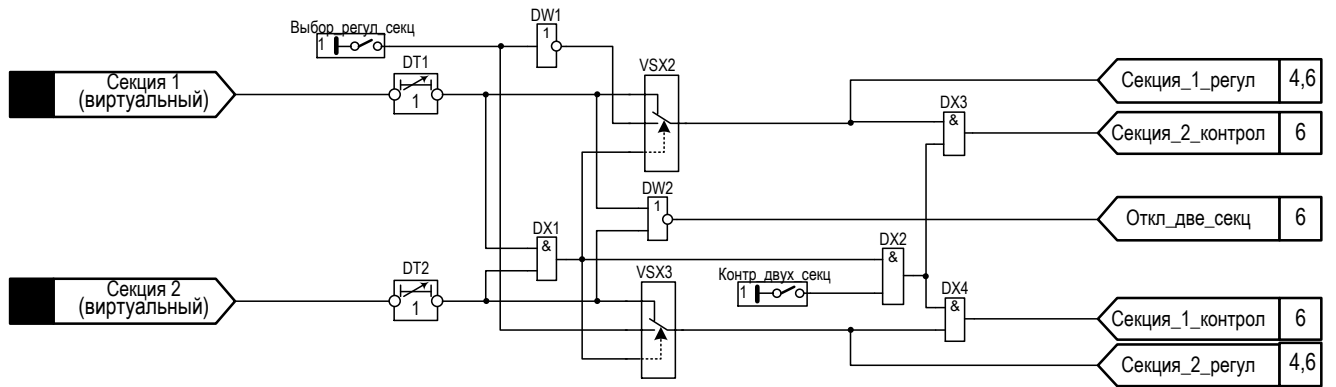 DW1
Выбор_регул_секц
1
1
DT1
VSX2
Секция 1
(виртуальный)
1
Секция_1_регул
4,6
DX3
&
Секция_2_контрол
6
DW2
1
Откл_две_секц
6
DX1
&
DX2
&
DT2
VSX3
Контр_двух_секц
1
DX4
&
Секция 2
(виртуальный)
1
Секция_1_контрол
6
Секция_2_регул
4,6